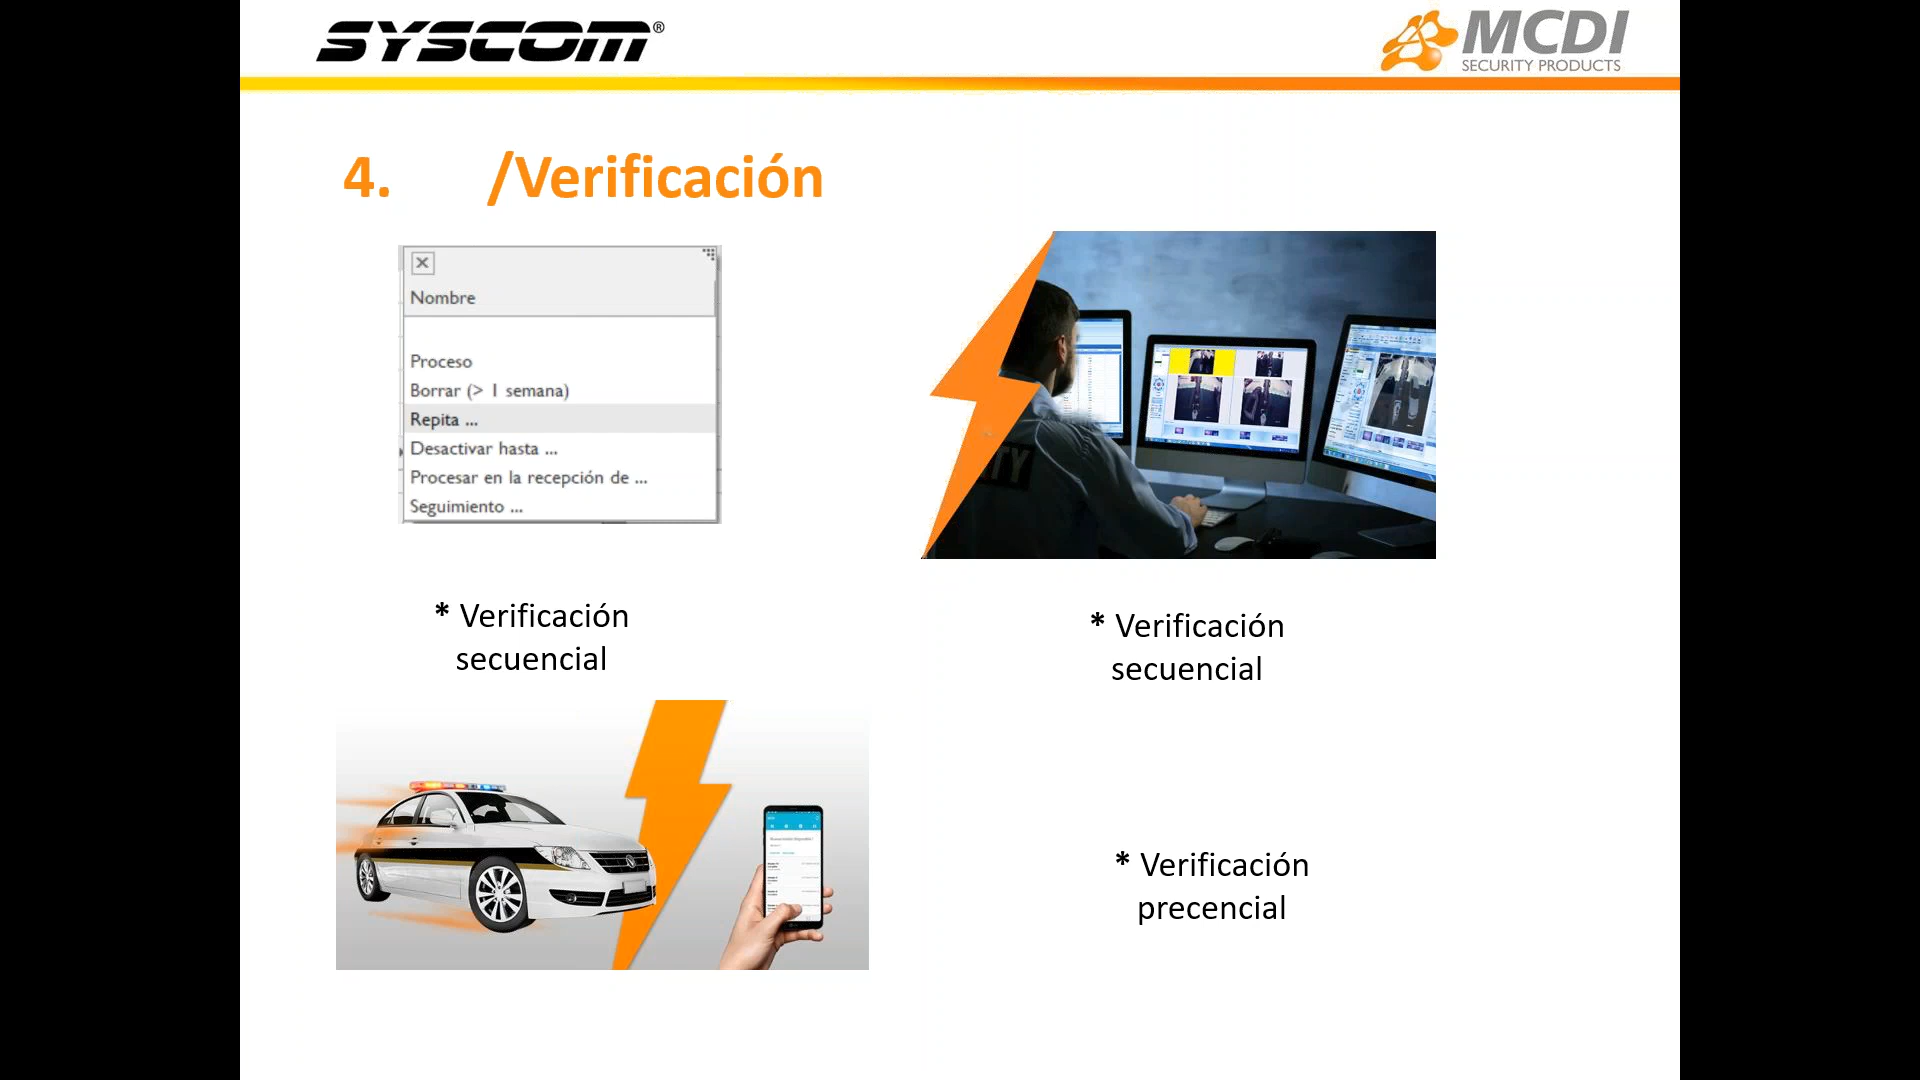 SYSCOM®
MCDI
SECURITY PRODUCTS
4. /Verificación
Nombre
Proceso
Borrar (> 1 semana)
Repita ...
Desactivar hasta ...
Procesar en la recepción de ...
Seguimiento ...
TY
* Verificación
secuencial
* Verificación
secuencial
* Verificación
precencial